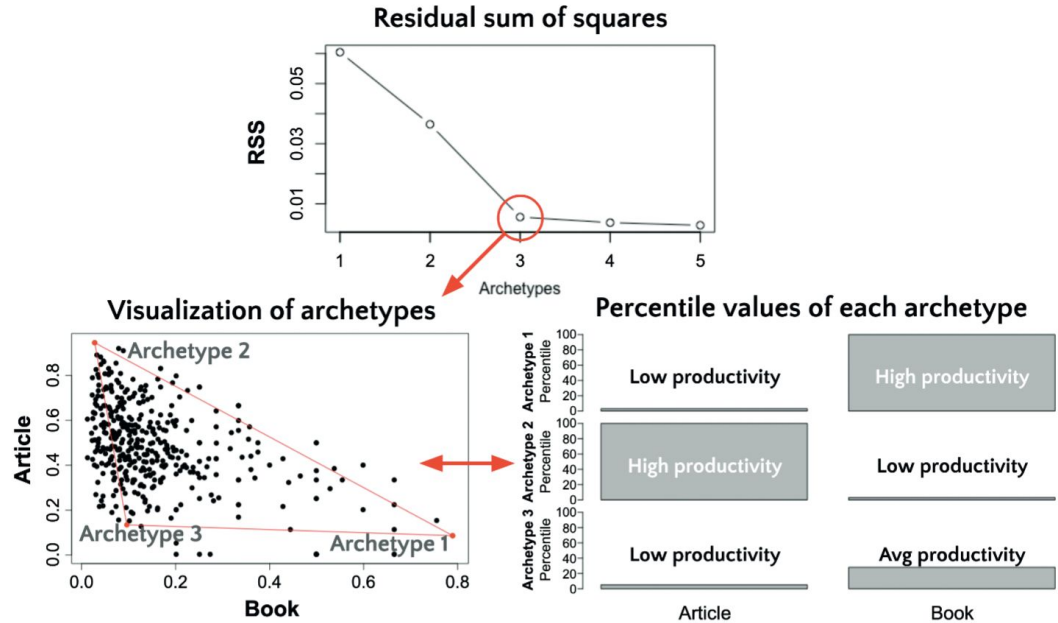 Residual sum of squares
RSS
0.05
0.03
0.01
1 2 3 4 5
Archetypes
Visualization of archetypes
Article
0.8
0.6
0.4
0.2
0.0
Archetype 2
Archetype 3
Archetype 1
0.0 0.2 0.4 0.6 0.8
Book
Percentile values of each archetype
Archetype 1
Percentile
100
80
60
40
20
0
Low productivity
High productivity
Archetype 2
Percentile
100
80
60
40
20
0
High productivity
Low productivity
Archetype 3
Percentile
100
80
60
40
20
0
Low productivity
Avg productivity
Article
Book